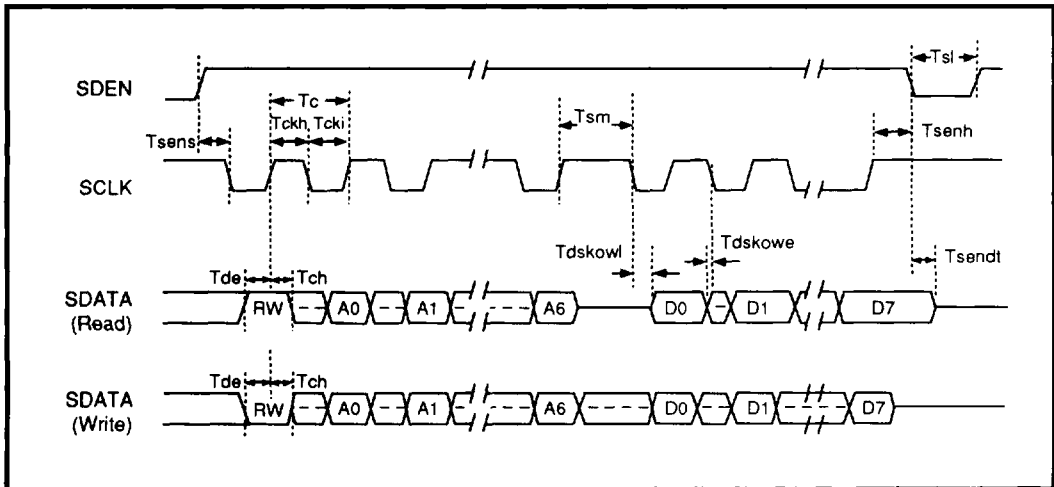 SDEN
Tsl
Tc
Tckh Tcki
Tsens
Tsm
Tsenh
SCLK
Tdskowl
Tdskowe
Tsendt
Tde
Tch
SDATA
(Read)
RW
A0
A1
A6
D0
D1
D7
Tde
Tch
SDATA
(Write)
RW
A0
A1
A6
D0
D1
D7